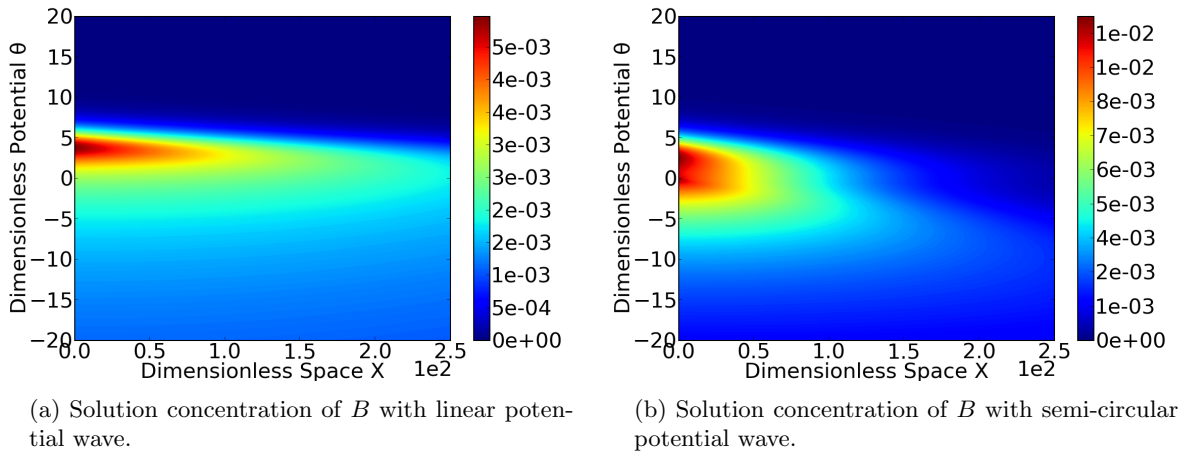 20
15
10
5
0
−5
−10
−15
−20
Dimensionless Potential θ
0.0 0.5 1.0 1.5 2.0 2.5
1e2
Dimensionless Space X
5e-03
4e-03
4e-03
3e-03
3e-03
2e-03
2e-03
1e-03
5e-04
0e+00
(a) Solution concentration of B with linear poten-
tial wave.
20
15
10
5
0
−5
−10
−15
−20
Dimensionless Potential θ
0.0 0.5 1.0 1.5 2.0 2.5
1e2
Dimensionless Space X
1e-02
1e-02
8e-03
7e-03
6e-03
5e-03
4e-03
2e-03
1e-03
0e+00
(b) Solution concentration of B with semi-circular
potential wave.